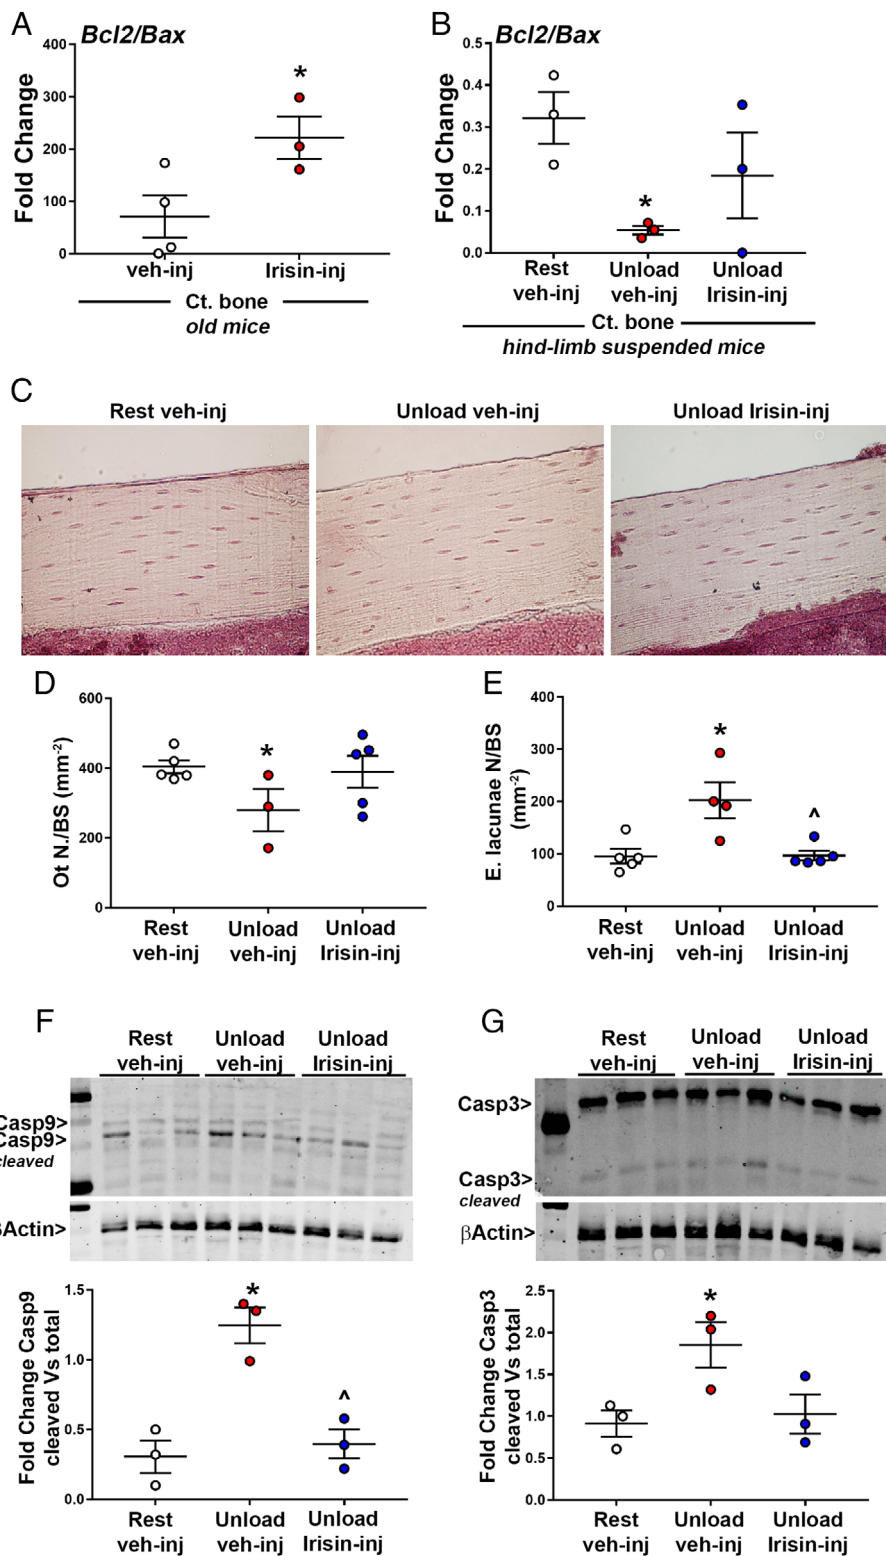 A
Bcl2/Bax
Fold Change
400
300
200
100
0
*
veh-inj
Irisin-inj
Ct. bone
old mice
B
Bcl2/Bax
Fold Change
0.5
0.4
0.3
0.2
0.1
0.0
*
Rest
veh-inj
Unload
veh-inj
Unload
Irisin-inj
Ct. bone
hind-limb suspended mice
C
Rest veh-inj
Unload veh-inj
Unload Irisin-inj
D
Ot N./BS (mm-2)
600
400
200
0
*
Rest
veh-inj
Unload
veh-inj
Unload
Irisin-inj
E
E. lacunae N/BS
(mm-2)
400
300
200
100
0
*
^
Rest
veh-inj
Unload
veh-inj
Unload
Irisin-inj
F
Rest
veh-inj
Unload
veh-inj
Unload
Irisin-inj
Casp9>
Casp9>
cleaved
βActin>
Fold Change Casp9
cleaved Vs total
1.5
1.0
0.5
0.0
*
^
Rest
veh-inj
Unload
veh-inj
Unload
Irisin-inj
G
Rest
veh-inj
Unload
veh-inj
Unload
Irisin-inj
Casp3>
Casp3>
cleaved
βActin>
Fold Change Casp3
cleaved Vs total
2.5
2.0
1.5
1.0
0.5
0.0
*
Rest
veh-inj
Unload
veh-inj
Unload
Irisin-inj